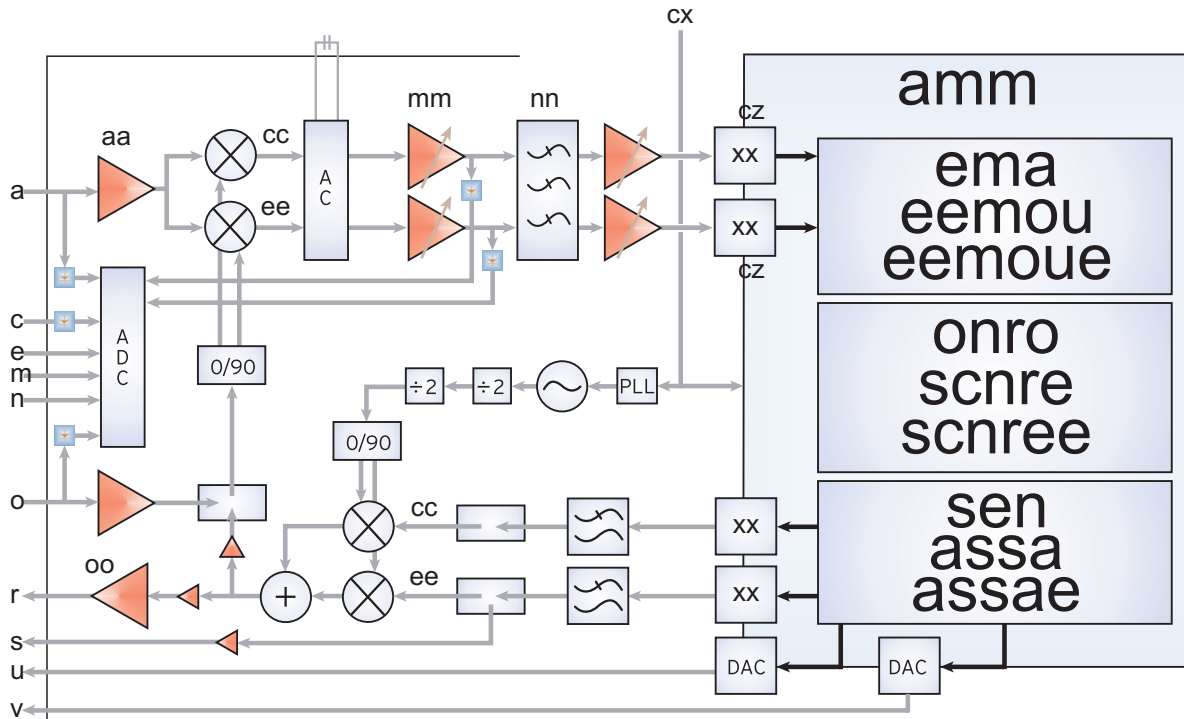 cx
amm
aa
cc
mm
nn
cz
A
C
xx
ema
eemou
eemoue
a
ee
xx
cz
c
e
m
n
A
D
C
0/90
÷2
÷2
PLL
onro
scnre
scnree
0/90
o
cc
xx
sen
assa
assae
oo
ee
xx
r
+
s
u
DAC
DAC
v